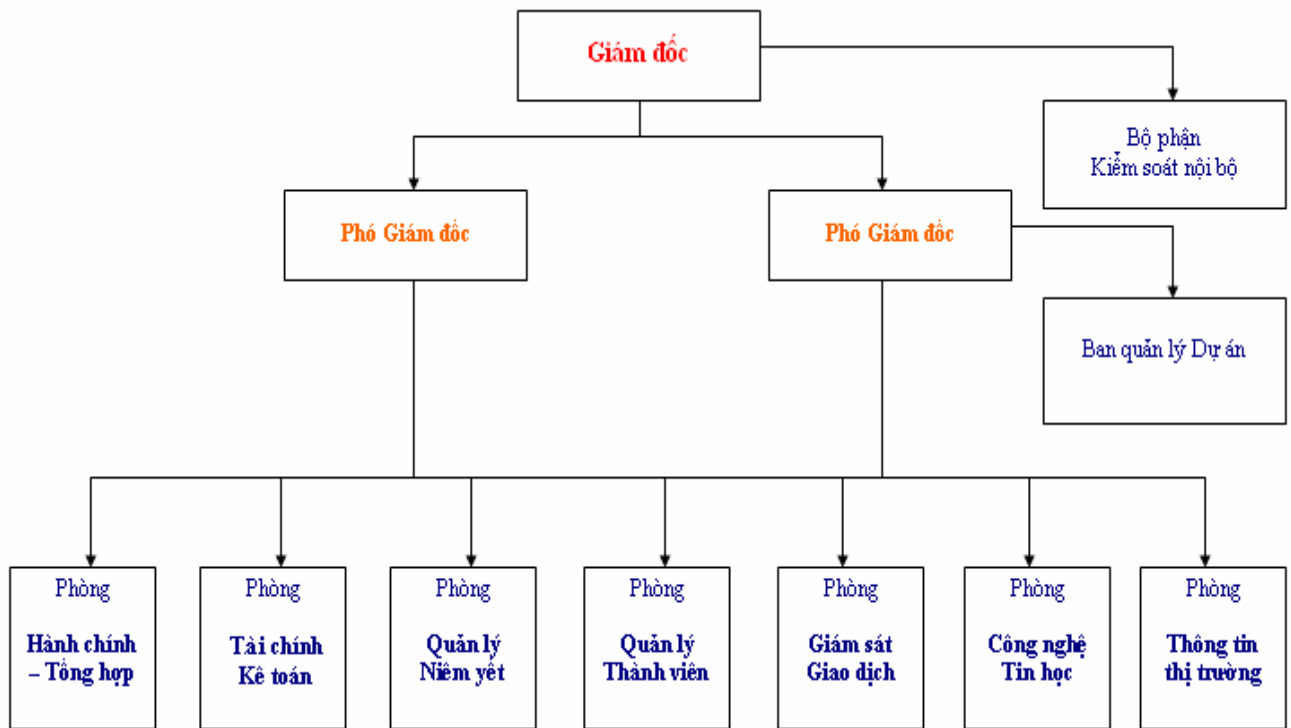 Giám đốc
Bộ phận
Kiểm soát nội bộ
Phó Giám đốc
Phó Giám đốc
Ban quản lý Dự án
Phòng
Hành chính
– Tổng hợp
Phòng
Tài chính
Kế toán
Phòng
Quản lý
Niêm yết
Phòng
Quản lý
Thành viên
Phòng
Giám sát
Giao dịch
Phòng
Công nghệ
Tin học
Phòng
Thông tin
thị trường